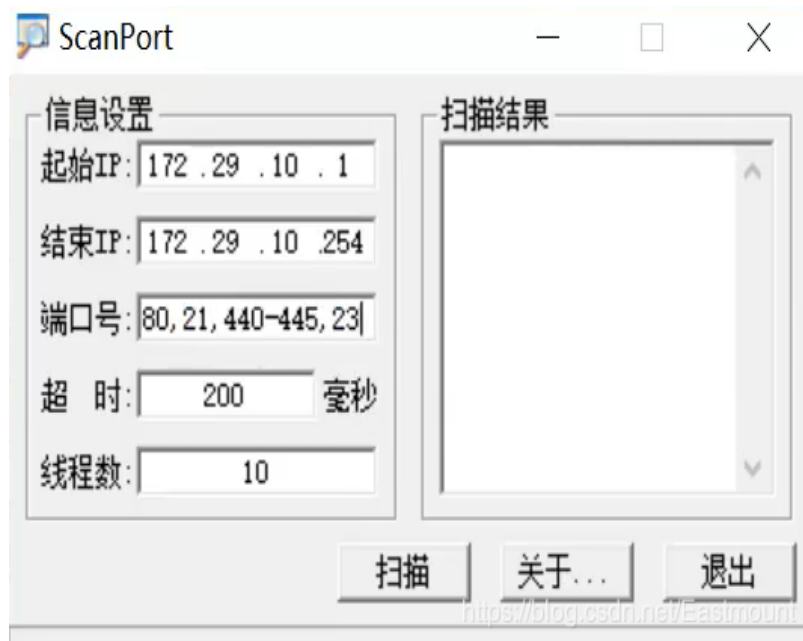 ScanPort
信息设置
起始IP: 172 .29 .10 . 1
结束IP: 172 .29 .10 .254
端口号: 80,21,440-445,23
超 时: 200 毫秒
线程数: 10
扫描结果
扫描 关于... 退出
https://blog.csdn.net/Eastmount